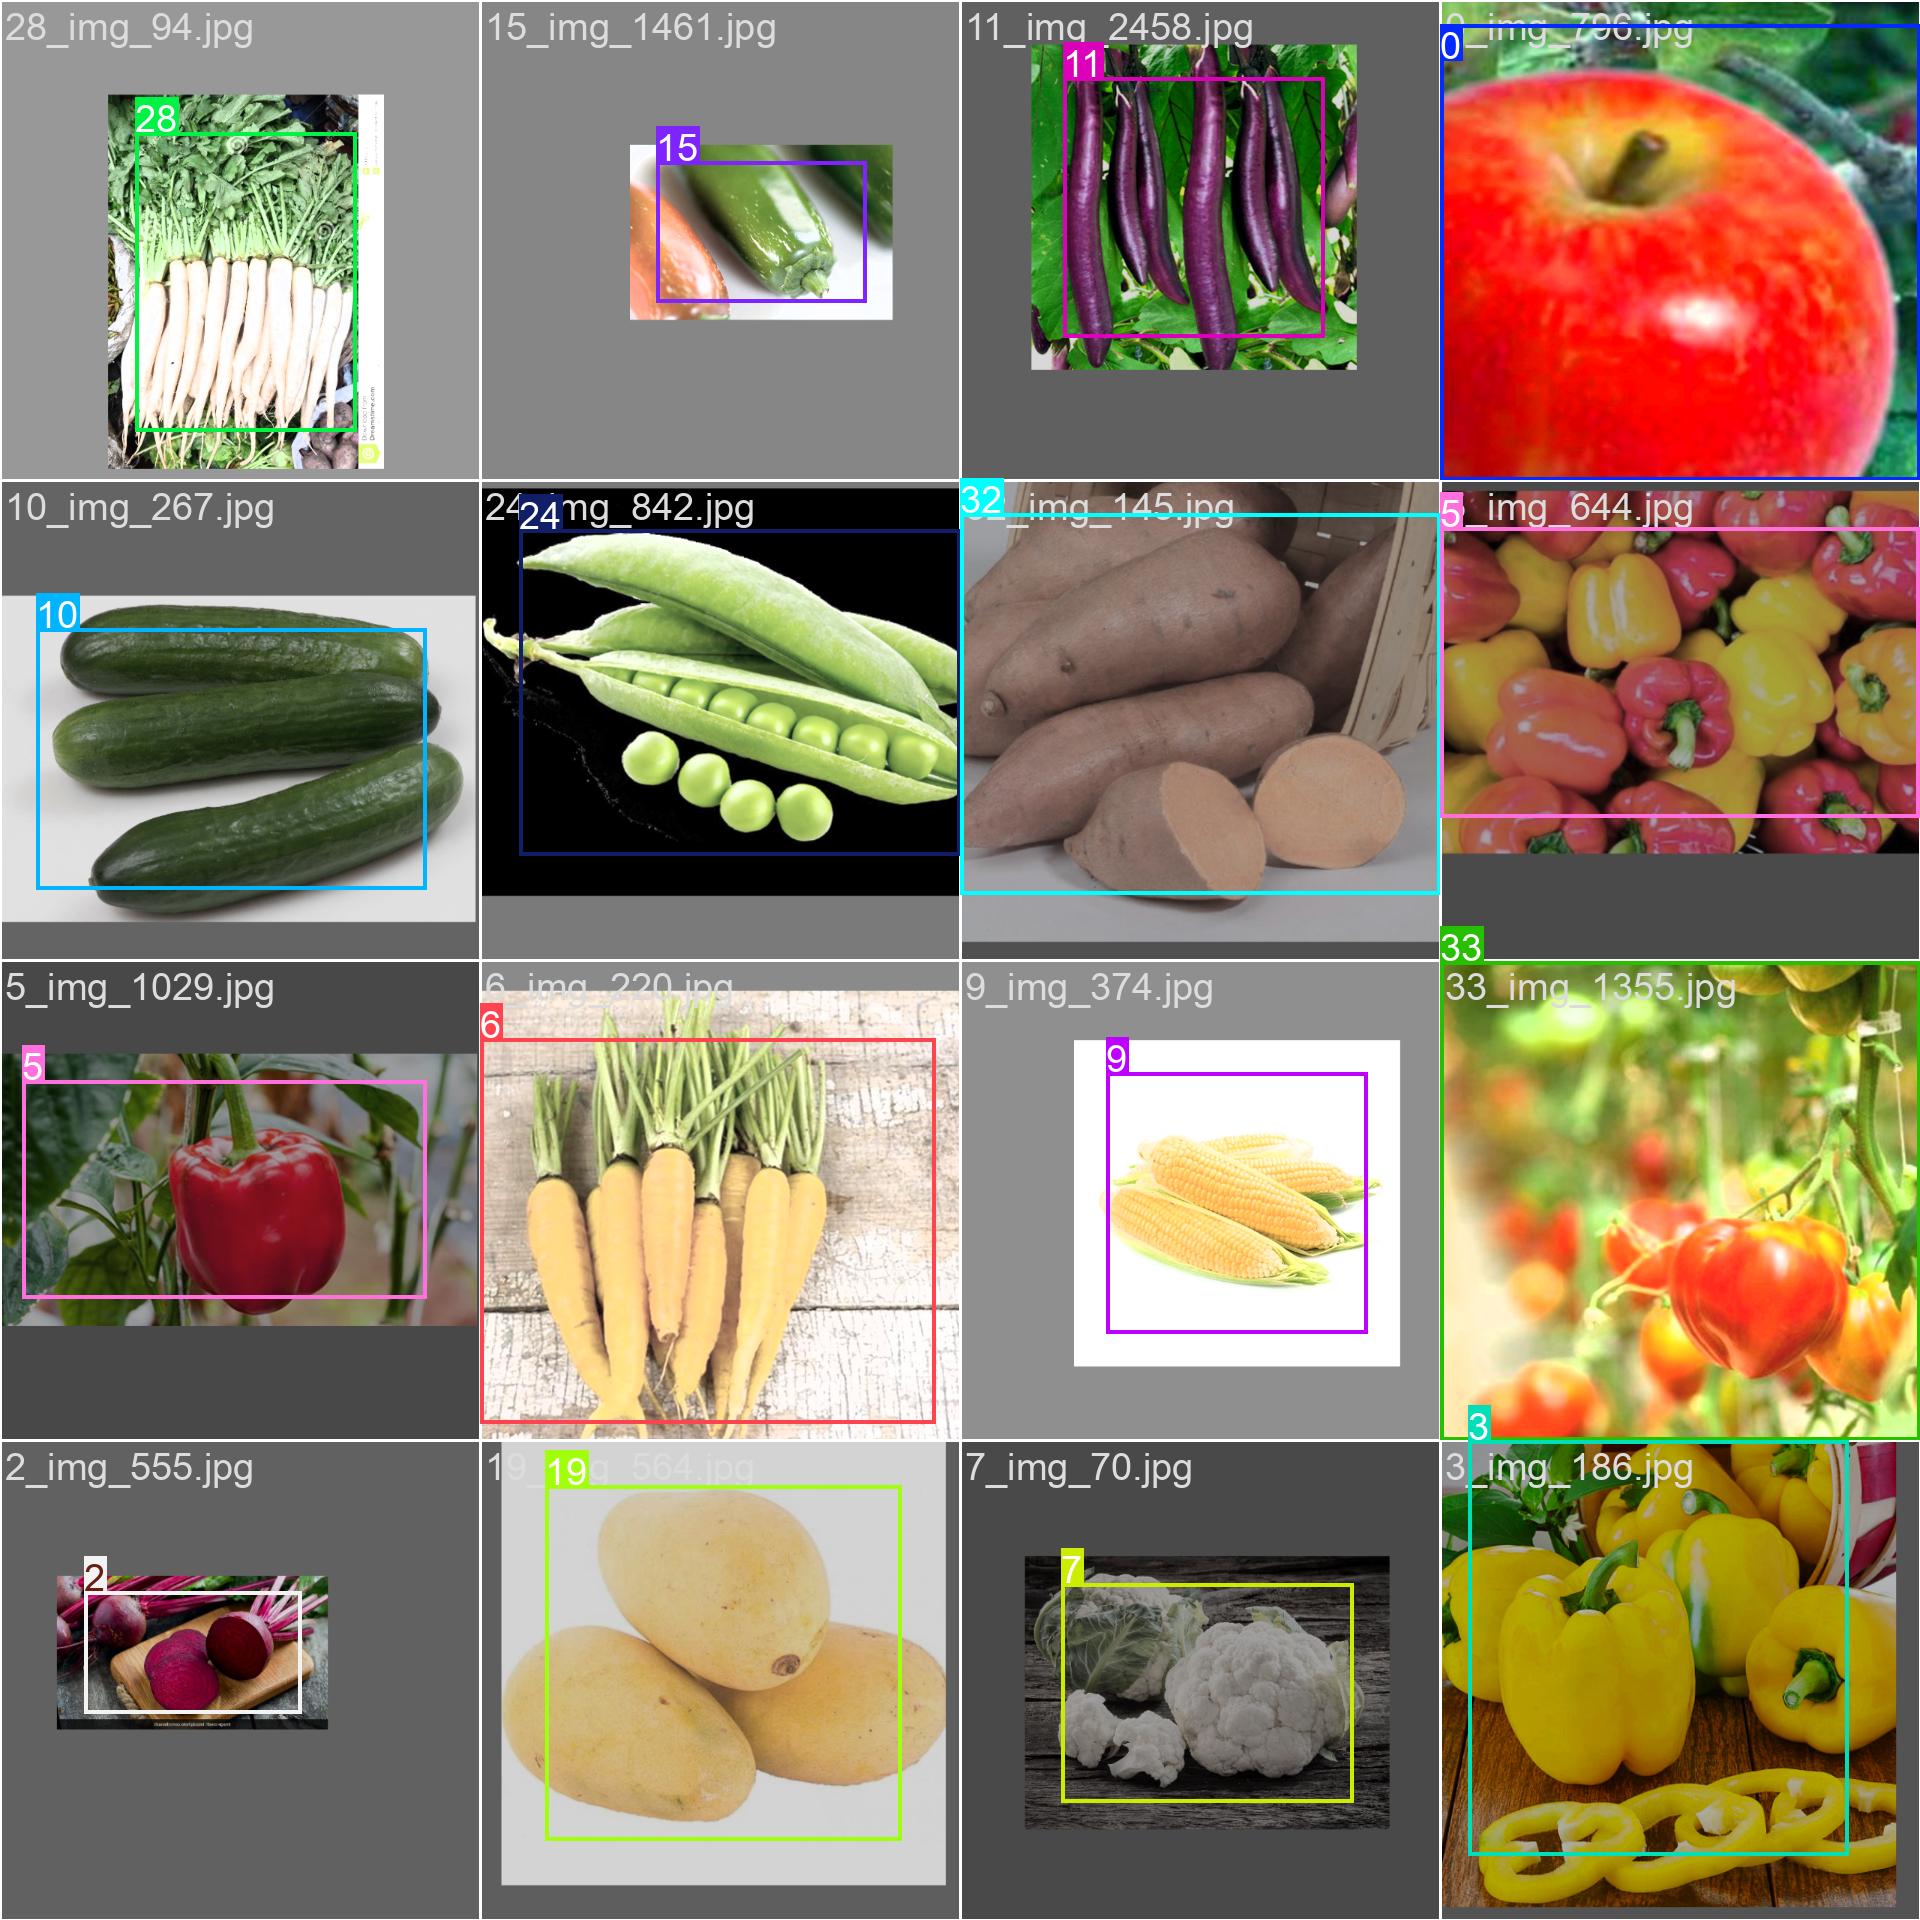 28_img_94.jpg
15_img_1461.jpg
11_img_2458.jpg
0_img_796.jpg
28
15
11
0
10_img_267.jpg
24_img_842.jpg
32_img_145.jpg
5_img_644.jpg
10
24
32
5
5_img_1029.jpg
6_img_220.jpg
9_img_374.jpg
33_img_1355.jpg
5
6
9
33
2_img_555.jpg
19_img_564.jpg
7_img_70.jpg
3_img_186.jpg
2
19
7
3
Dreamstime.com